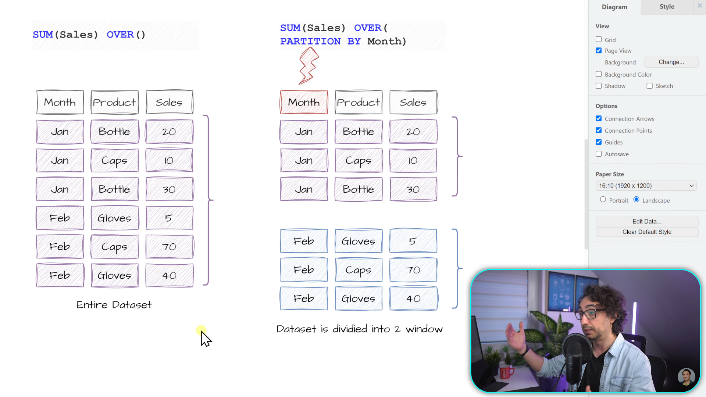 SUM(Sales) OVER()
SUM(Sales) OVER(
PARTITION BY Month)
Month Product Sales
Jan Bottle 20
Jan Caps 10
Jan Bottle 30
Feb Gloves 5
Feb Caps 70
Feb Gloves 40
Entire Dataset
Month Product Sales
Jan Bottle 20
Jan Caps 10
Jan Bottle 30
Feb Gloves 5
Feb Caps 70
Feb Gloves 40
Dataset is divided into 2 window
Diagram Style
View
Grid
Page View
Background Change...
Background Color
Shadow Sketch
Options
Connection Arrows
Connection Points
Guides
Autosave
Paper Size
16:10 (1920 x 1200)
Portrait Landscape
Edit Data...
Clear Default Style